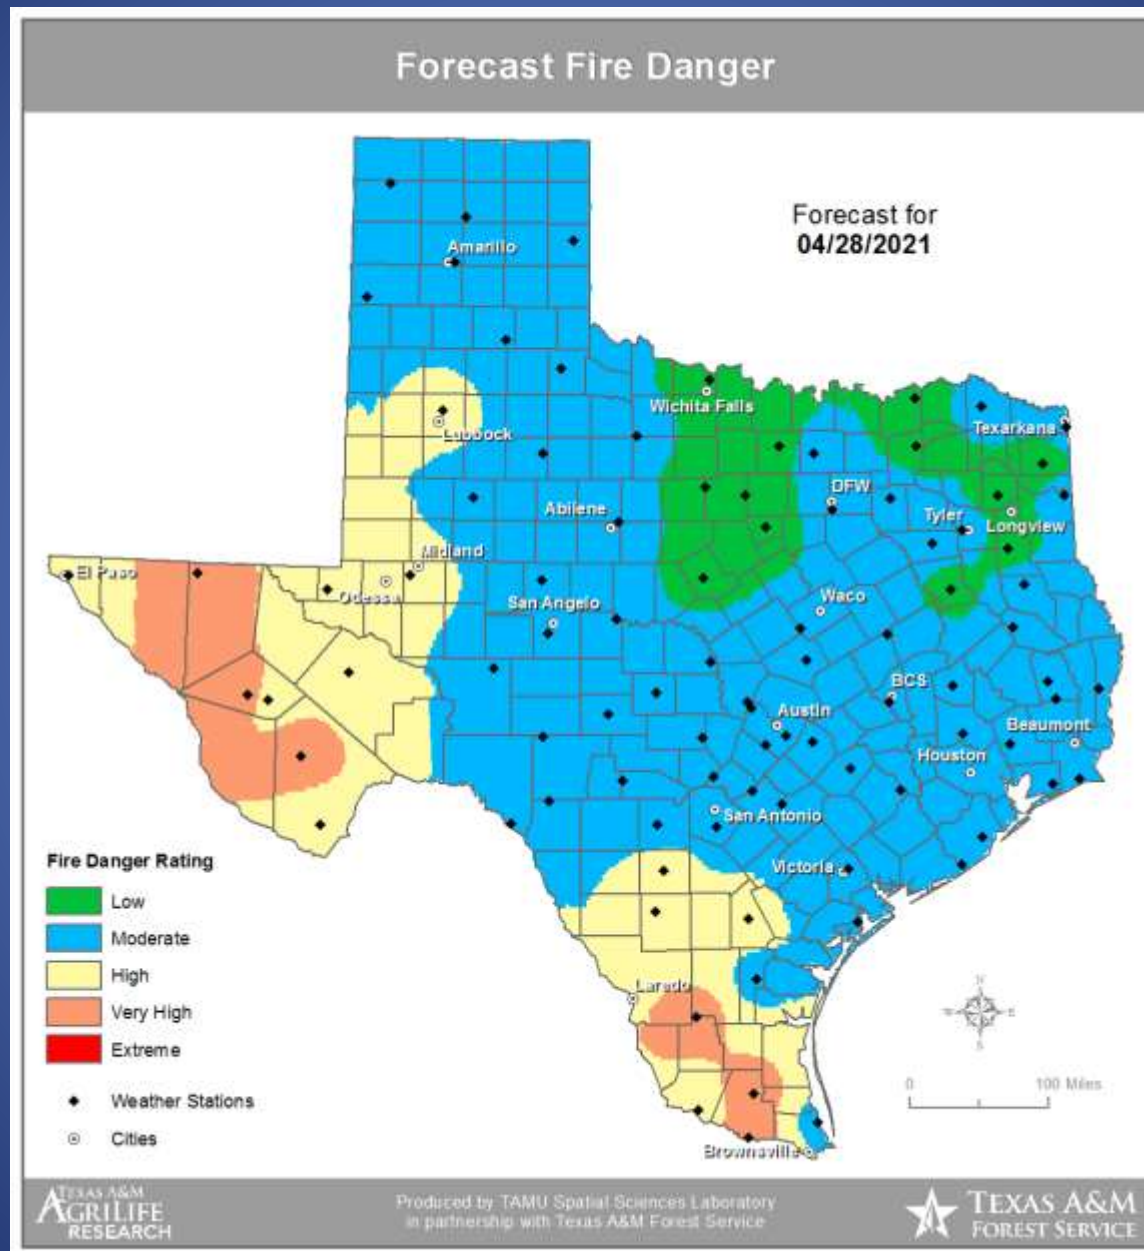 Forecast Fire Danger
Forecast for
04/28/2021
Amarillo
Wichita Falls
Lubbock
Texarkana
DFW
Abilene
Tyler
Longview
Midland
El Paso
Odessa
San Angelo
Waco
BCS
Austin
Beaumont
Houston
San Antonio
Victoria
Laredo
Brownsville
Fire Danger Rating
Low
Moderate
High
Very High
Extreme
Weather Stations
Cities
N
W E
S
0 100 Miles
TEXAS A&M
AGRILIFE
RESEARCH
Produced by TAMU Spatial Sciences Laboratory
in partnership with Texas A&M Forest Service
TEXAS A&M
FOREST SERVICE